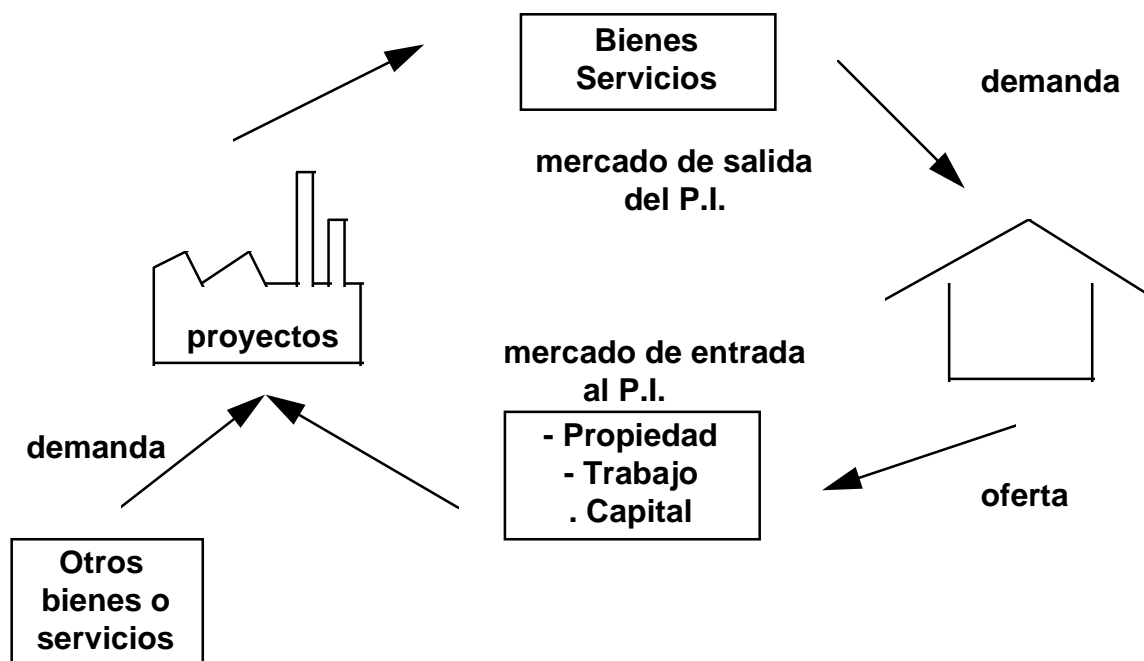 Bienes
Servicios
demanda
mercado de salida
del P.I.
proyectos
mercado de entrada
al P.I.
demanda
- Propiedad
- Trabajo
. Capital
oferta
Otros
bienes o
servicios